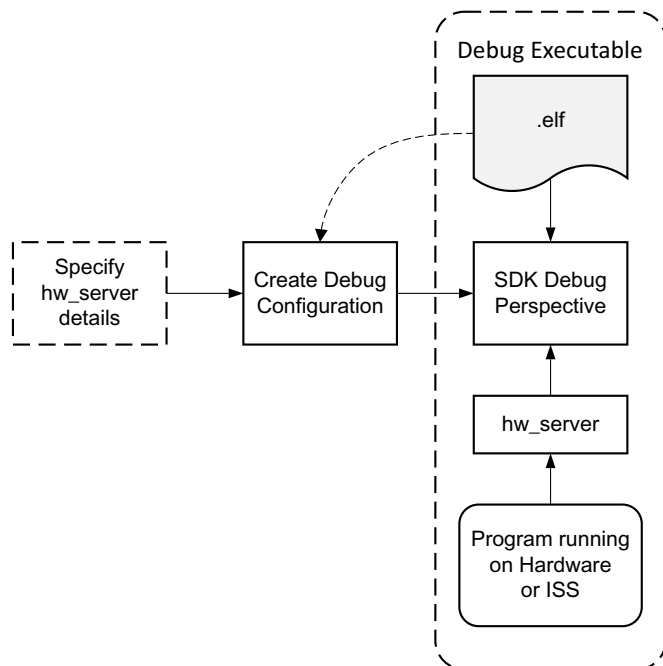 Debug Executable
.elf
Specify
hw_server
details
Create Debug
Configuration
SDK Debug
Perspective
hw_server
Program running
on Hardware
or ISS